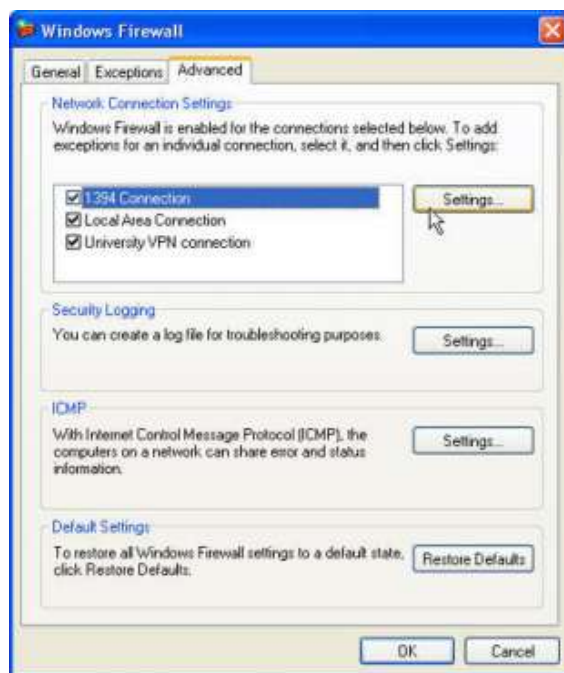 Windows Firewall
General Exceptions Advanced
Network Connection Settings
Windows Firewall is enabled for the connections selected below. To add
exceptions for an individual connection, select it, and then click Settings:
1394 Connection
Settings...
Local Area Connection
University VPN connection
Security Logging
You can create a log file for troubleshooting purposes.
Settings...
ICMP
With Internet Control Message Protocol (ICMP), the
computers on a network can share error and status
information.
Settings...
Default Settings
To restore all Windows Firewall settings to a default state,
click Restore Defaults.
Restore Defaults
OK Cancel